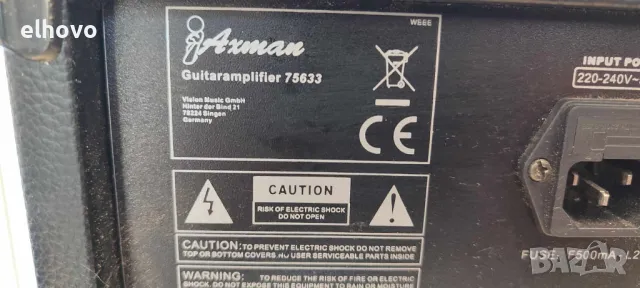 elhovo
WEEE
Axman
Guitaramplifier 75633
Vision Music GmbH
Hinter der Bind 21
78224 Singen
Germany
CE
INPUT PO
220-240V~
CAUTION
RISK OF ELECTRIC SHOCK
DO NOT OPEN
CAUTION: TO PREVENT ELECTRIC SHOCK DO NOT REMOVE
TOP OR BOTTOM COVERS.NO USER SERVICEABLE PARTS INSIDE
FUSE, F500mA, L2
WARNING: TO REDUCE THE RISK OF FIRE OR ELECTRIC
SHOCK. DO NOT EXPOSE THIS EQUIPMENT TO RAIN OR MOISTURE
bazar